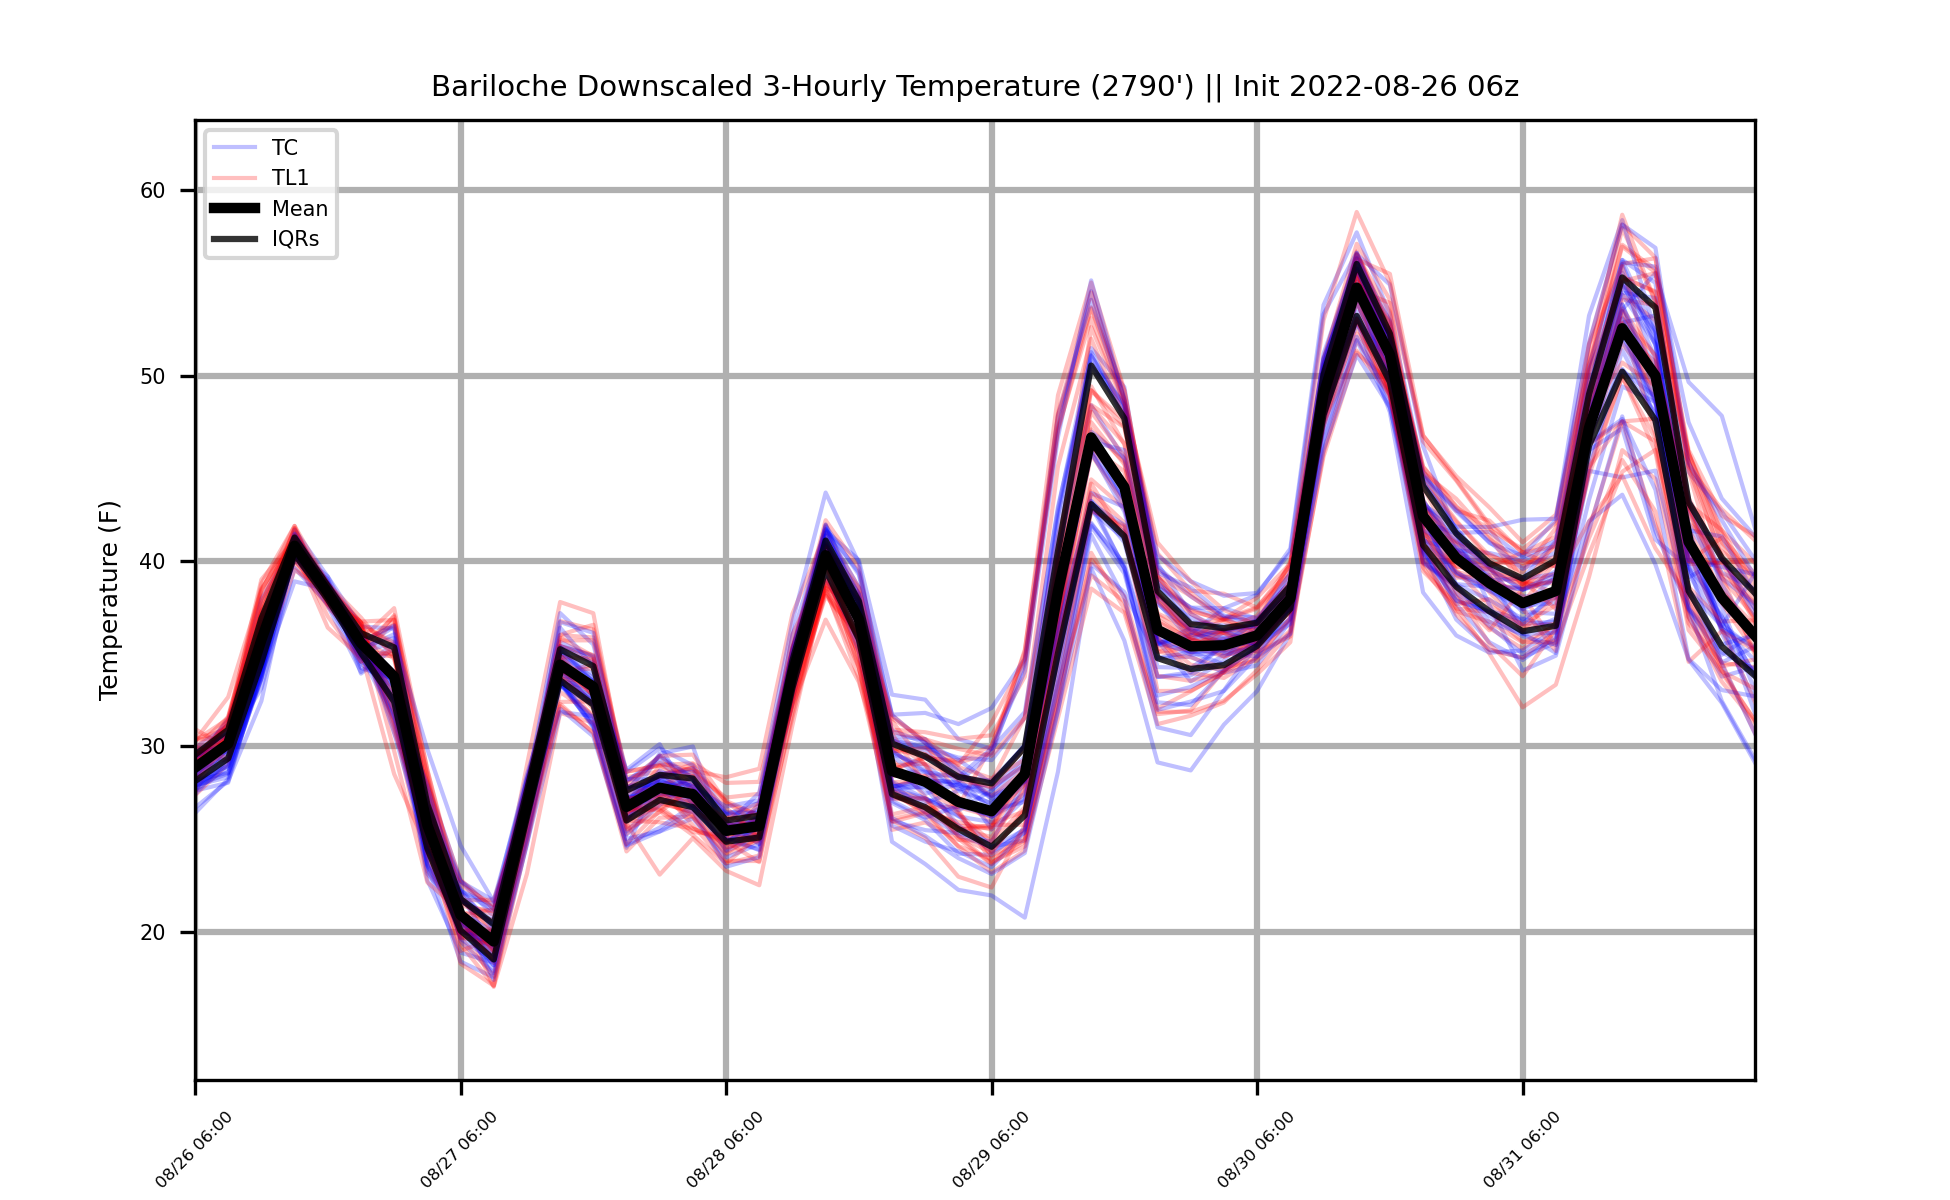 Bariloche Downscaled 3-Hourly Temperature (2790') || Init 2022-08-26 06z
TC
TL1
Mean
IQRs
Temperature (F)
60
50
40
30
20
08/26 06:00
08/27 06:00
08/28 06:00
08/29 06:00
08/30 06:00
08/31 06:00